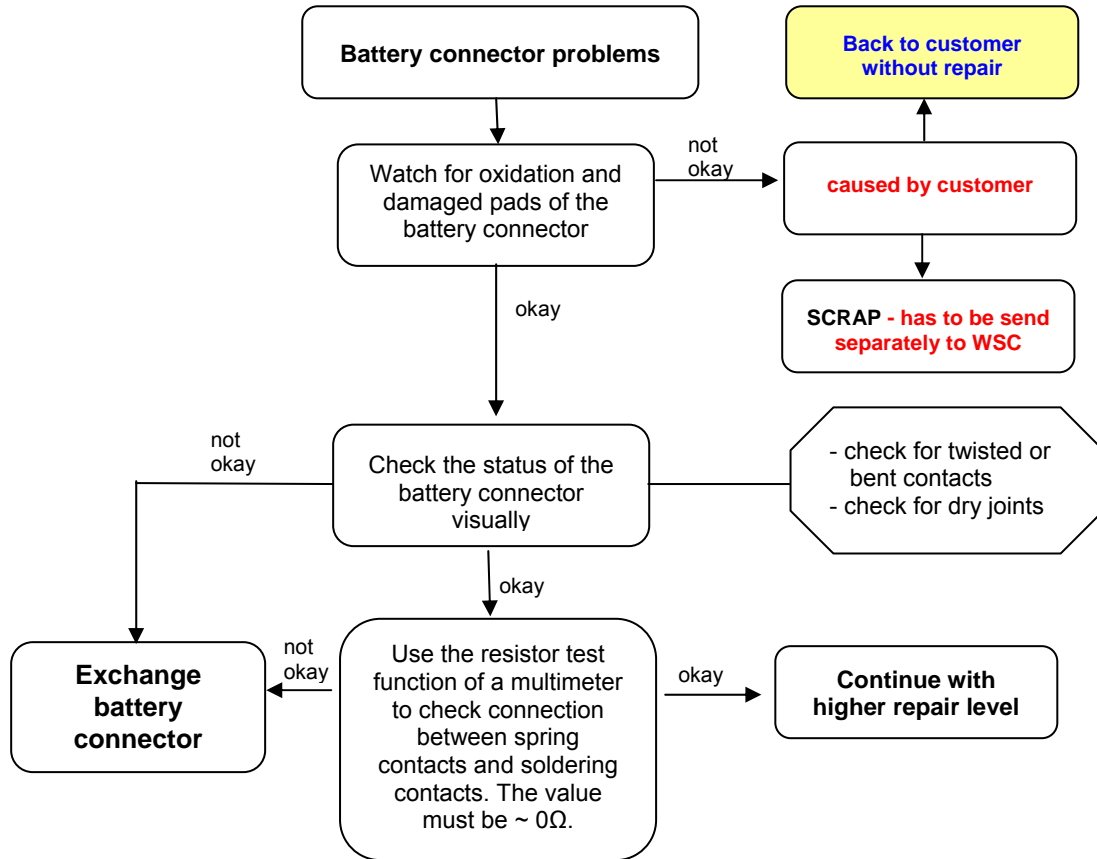 Battery connector problems
Back to customer
without repair
not
okay
Watch for oxidation and
damaged pads of the
battery connector
caused by customer
okay
SCRAP - has to be send
separately to WSC
not
okay
Check the status of the
battery connector
visually
- check for twisted or
bent contacts
- check for dry joints
okay
Exchange
battery
connector
not
okay
Use the resistor test
function of a multimeter
to check connection
between spring
contacts and soldering
contacts. The value
must be ~ 0Ω.
okay
Continue with
higher repair level